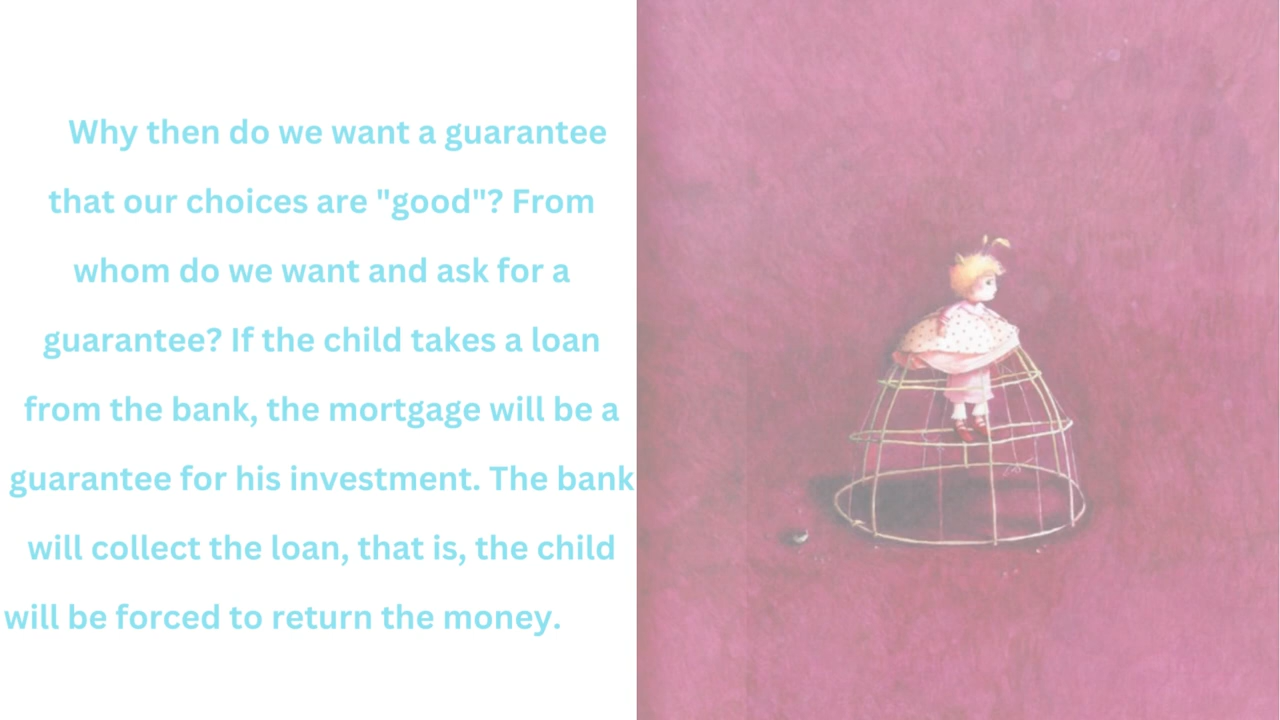 Why then do we want a guarantee
that our choices are "good"? From
whom do we want and ask for a
guarantee? If the child takes a loan
from the bank, the mortgage will be a
guarantee for his investment. The bank
will collect the loan, that is, the child
will be forced to return the money.